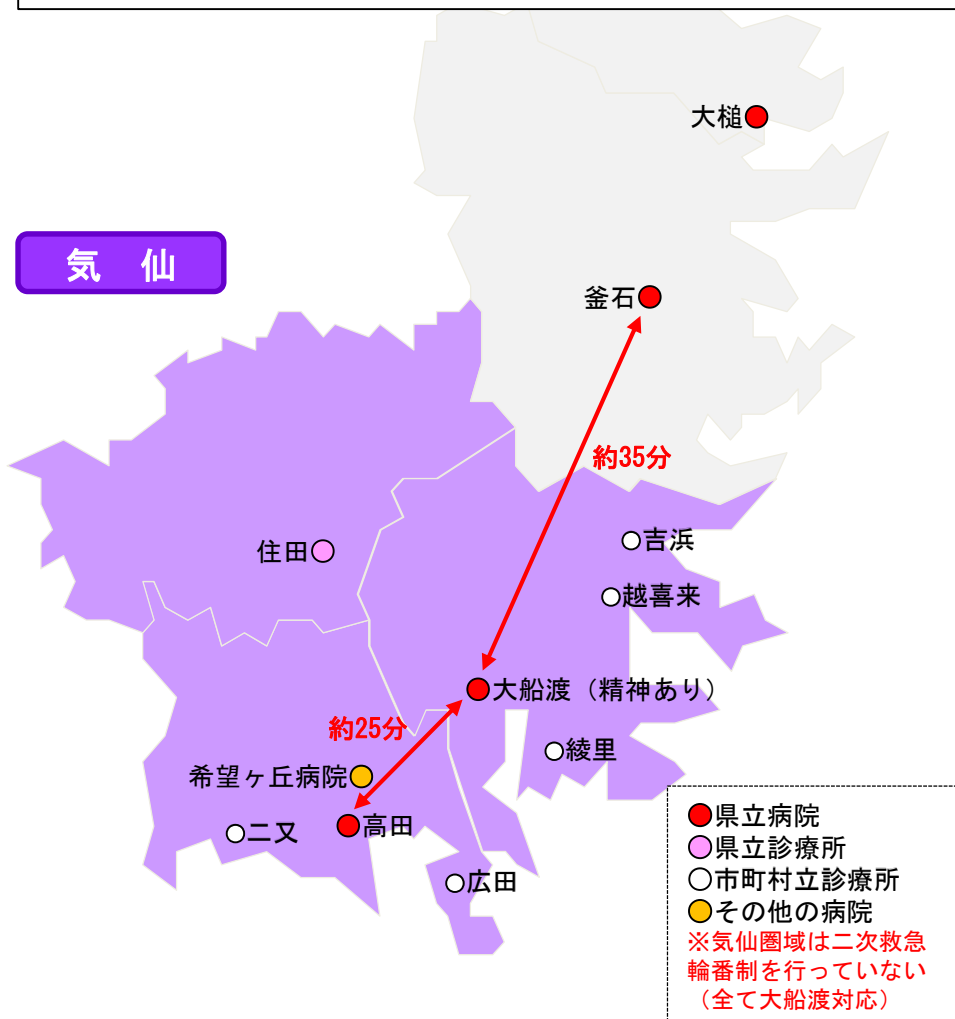 大槌
気 仙
釜石
約35分
吉浜
住田
越喜来
大船渡（精神あり）
約25分
綾里
希望ヶ丘病院
高田
二又
広田
県立病院
県立診療所
市町村立診療所
その他の病院
※気仙圏域は二次救急
輪番制を行っていない
（全て大船渡対応）